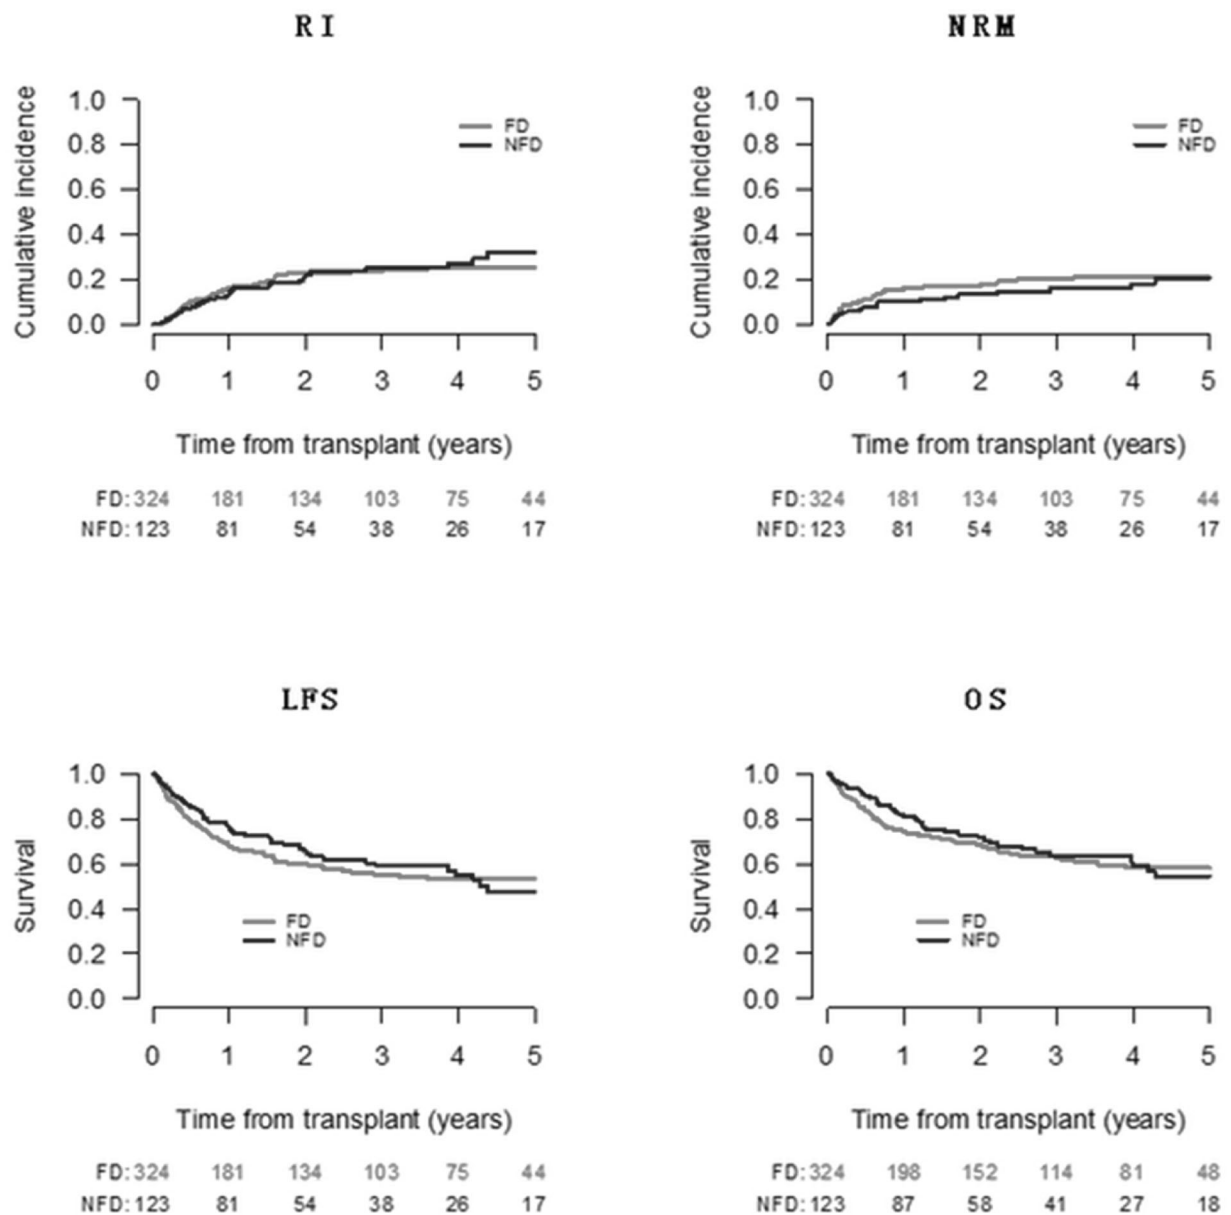 RI
Cumulative incidence
1.0
0.8
0.6
0.4
0.2
0.0
FD
NFD
0 1 2 3 4 5
Time from transplant (years)
FD: 324 181 134 103 75 44
NFD: 123 81 54 38 26 17
NRM
Cumulative incidence
1.0
0.8
0.6
0.4
0.2
0.0
FD
NFD
0 1 2 3 4 5
Time from transplant (years)
FD: 324 181 134 103 75 44
NFD: 123 81 54 38 26 17
LFS
Survival
1.0
0.8
0.6
0.4
0.2
0.0
FD
NFD
0 1 2 3 4 5
Time from transplant (years)
FD: 324 181 134 103 75 44
NFD: 123 81 54 38 26 17
OS
Survival
1.0
0.8
0.6
0.4
0.2
0.0
FD
NFD
0 1 2 3 4 5
Time from transplant (years)
FD: 324 198 152 114 81 48
NFD: 123 87 58 41 27 18